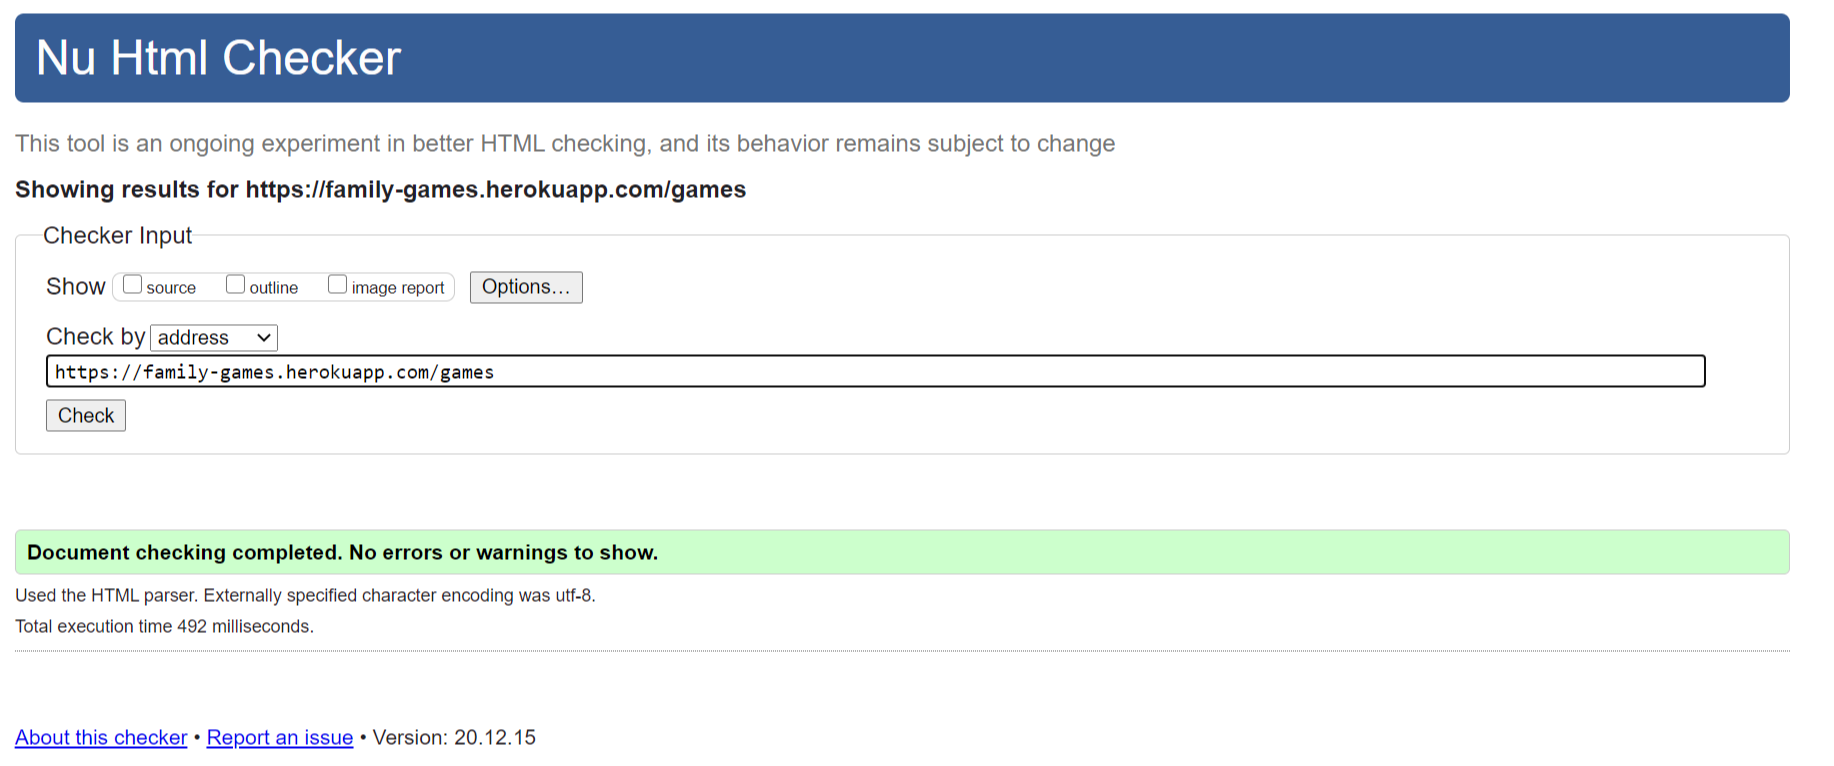 Nu Html Checker
This tool is an ongoing experiment in better HTML checking, and its behavior remains subject to change
Showing results for https://family-games.herokuapp.com/games
Checker Input
Show source outline image report Options...
Check by address
https://family-games.herokuapp.com/games
Check
Document checking completed. No errors or warnings to show.
Used the HTML parser. Externally specified character encoding was utf-8.
Total execution time 492 milliseconds.
About this checker • Report an issue • Version: 20.12.15